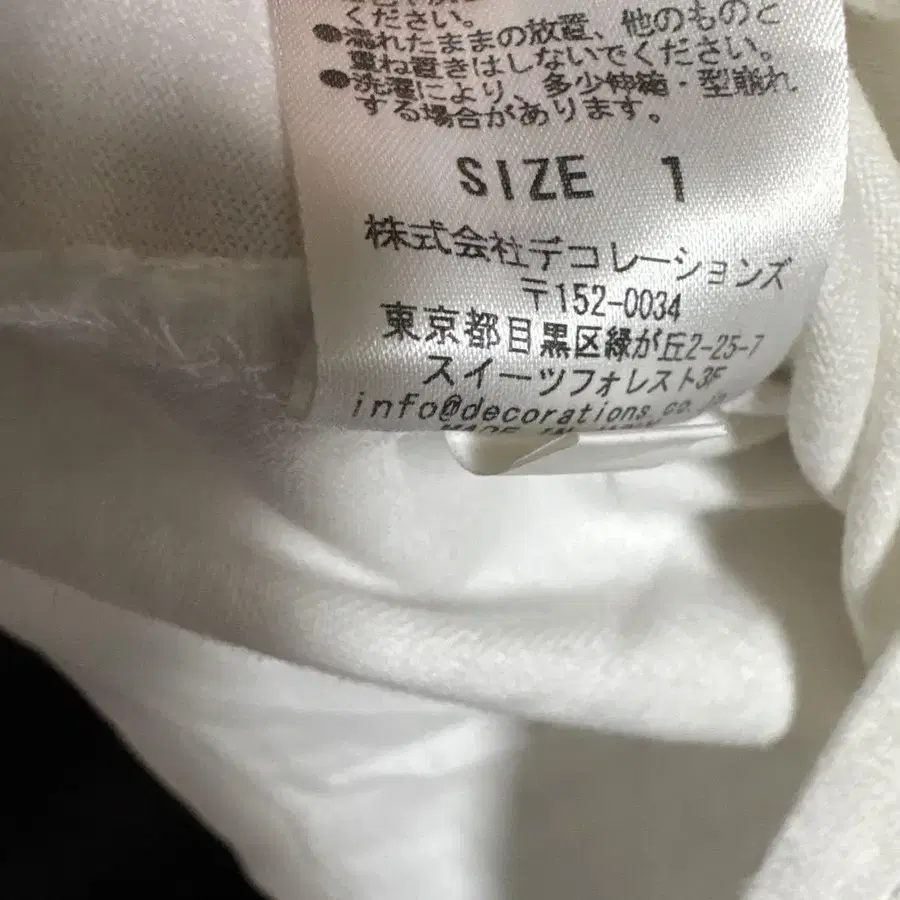 ください。
●濡れたままの放置、他のものと
重ね置きはしないでください。
●洗濯により、多少伸縮・型崩れ
する場合があります。
SIZE 1
株式会社デコレーションズ
〒152-0034
東京都目黒区緑が丘2-25-7
スイーツフォレスト3F
info@decorations.co.jp
MADE IN JAPAN